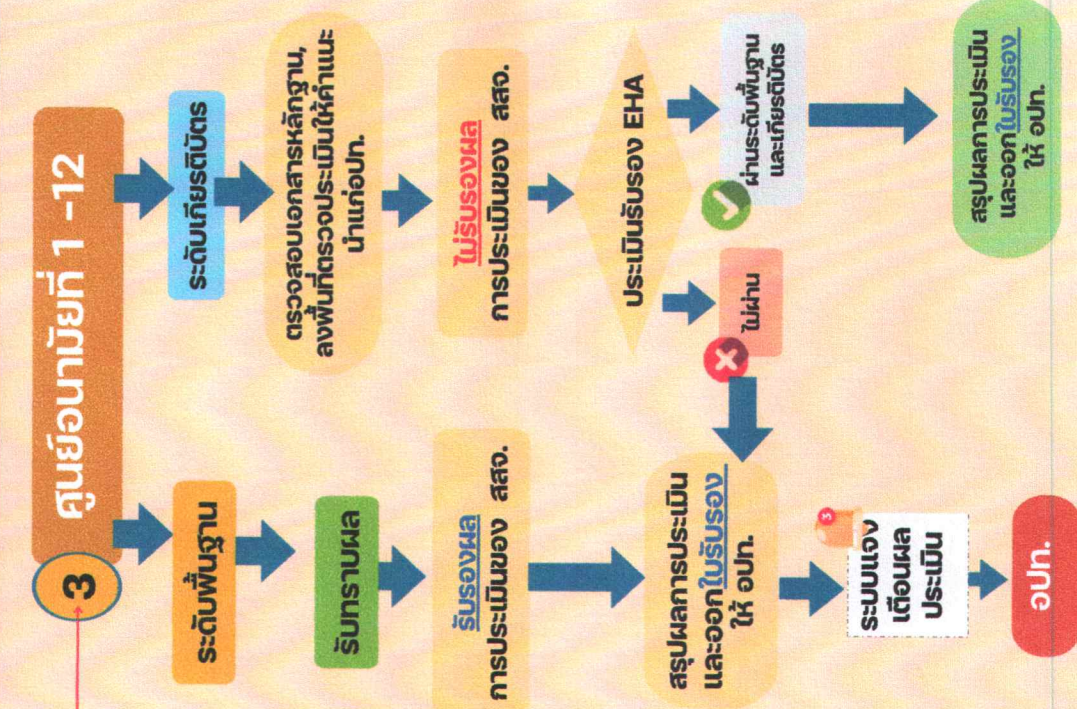 3
ศูนย์อนามัยที่ 1 -12
ระดับพื้นฐาน
รับทราบผล
รับรองผล
การประเมินของ สสจ.
สรุปผลการประเมิน
และออกใบรับรอง
ให้ อปท.
ระบบแจ้ง
เตือนผล
ประเมิน
3
อปท.
ระดับเกียรติบัตร
ตรวจสอบเอกสารหลักฐาน,
ลงพื้นที่ตรวจประเมินให้คำแนะ
นำแก่อปท.
ไม่รับรองผล
การประเมินของ สสจ.
ประเมินรับรอง EHA
ไม่ผ่าน
ผ่านระดับพื้นฐาน
และเกียรติบัตร
สรุปผลการประเมิน
และออกใบรับรอง
ให้ อปท.